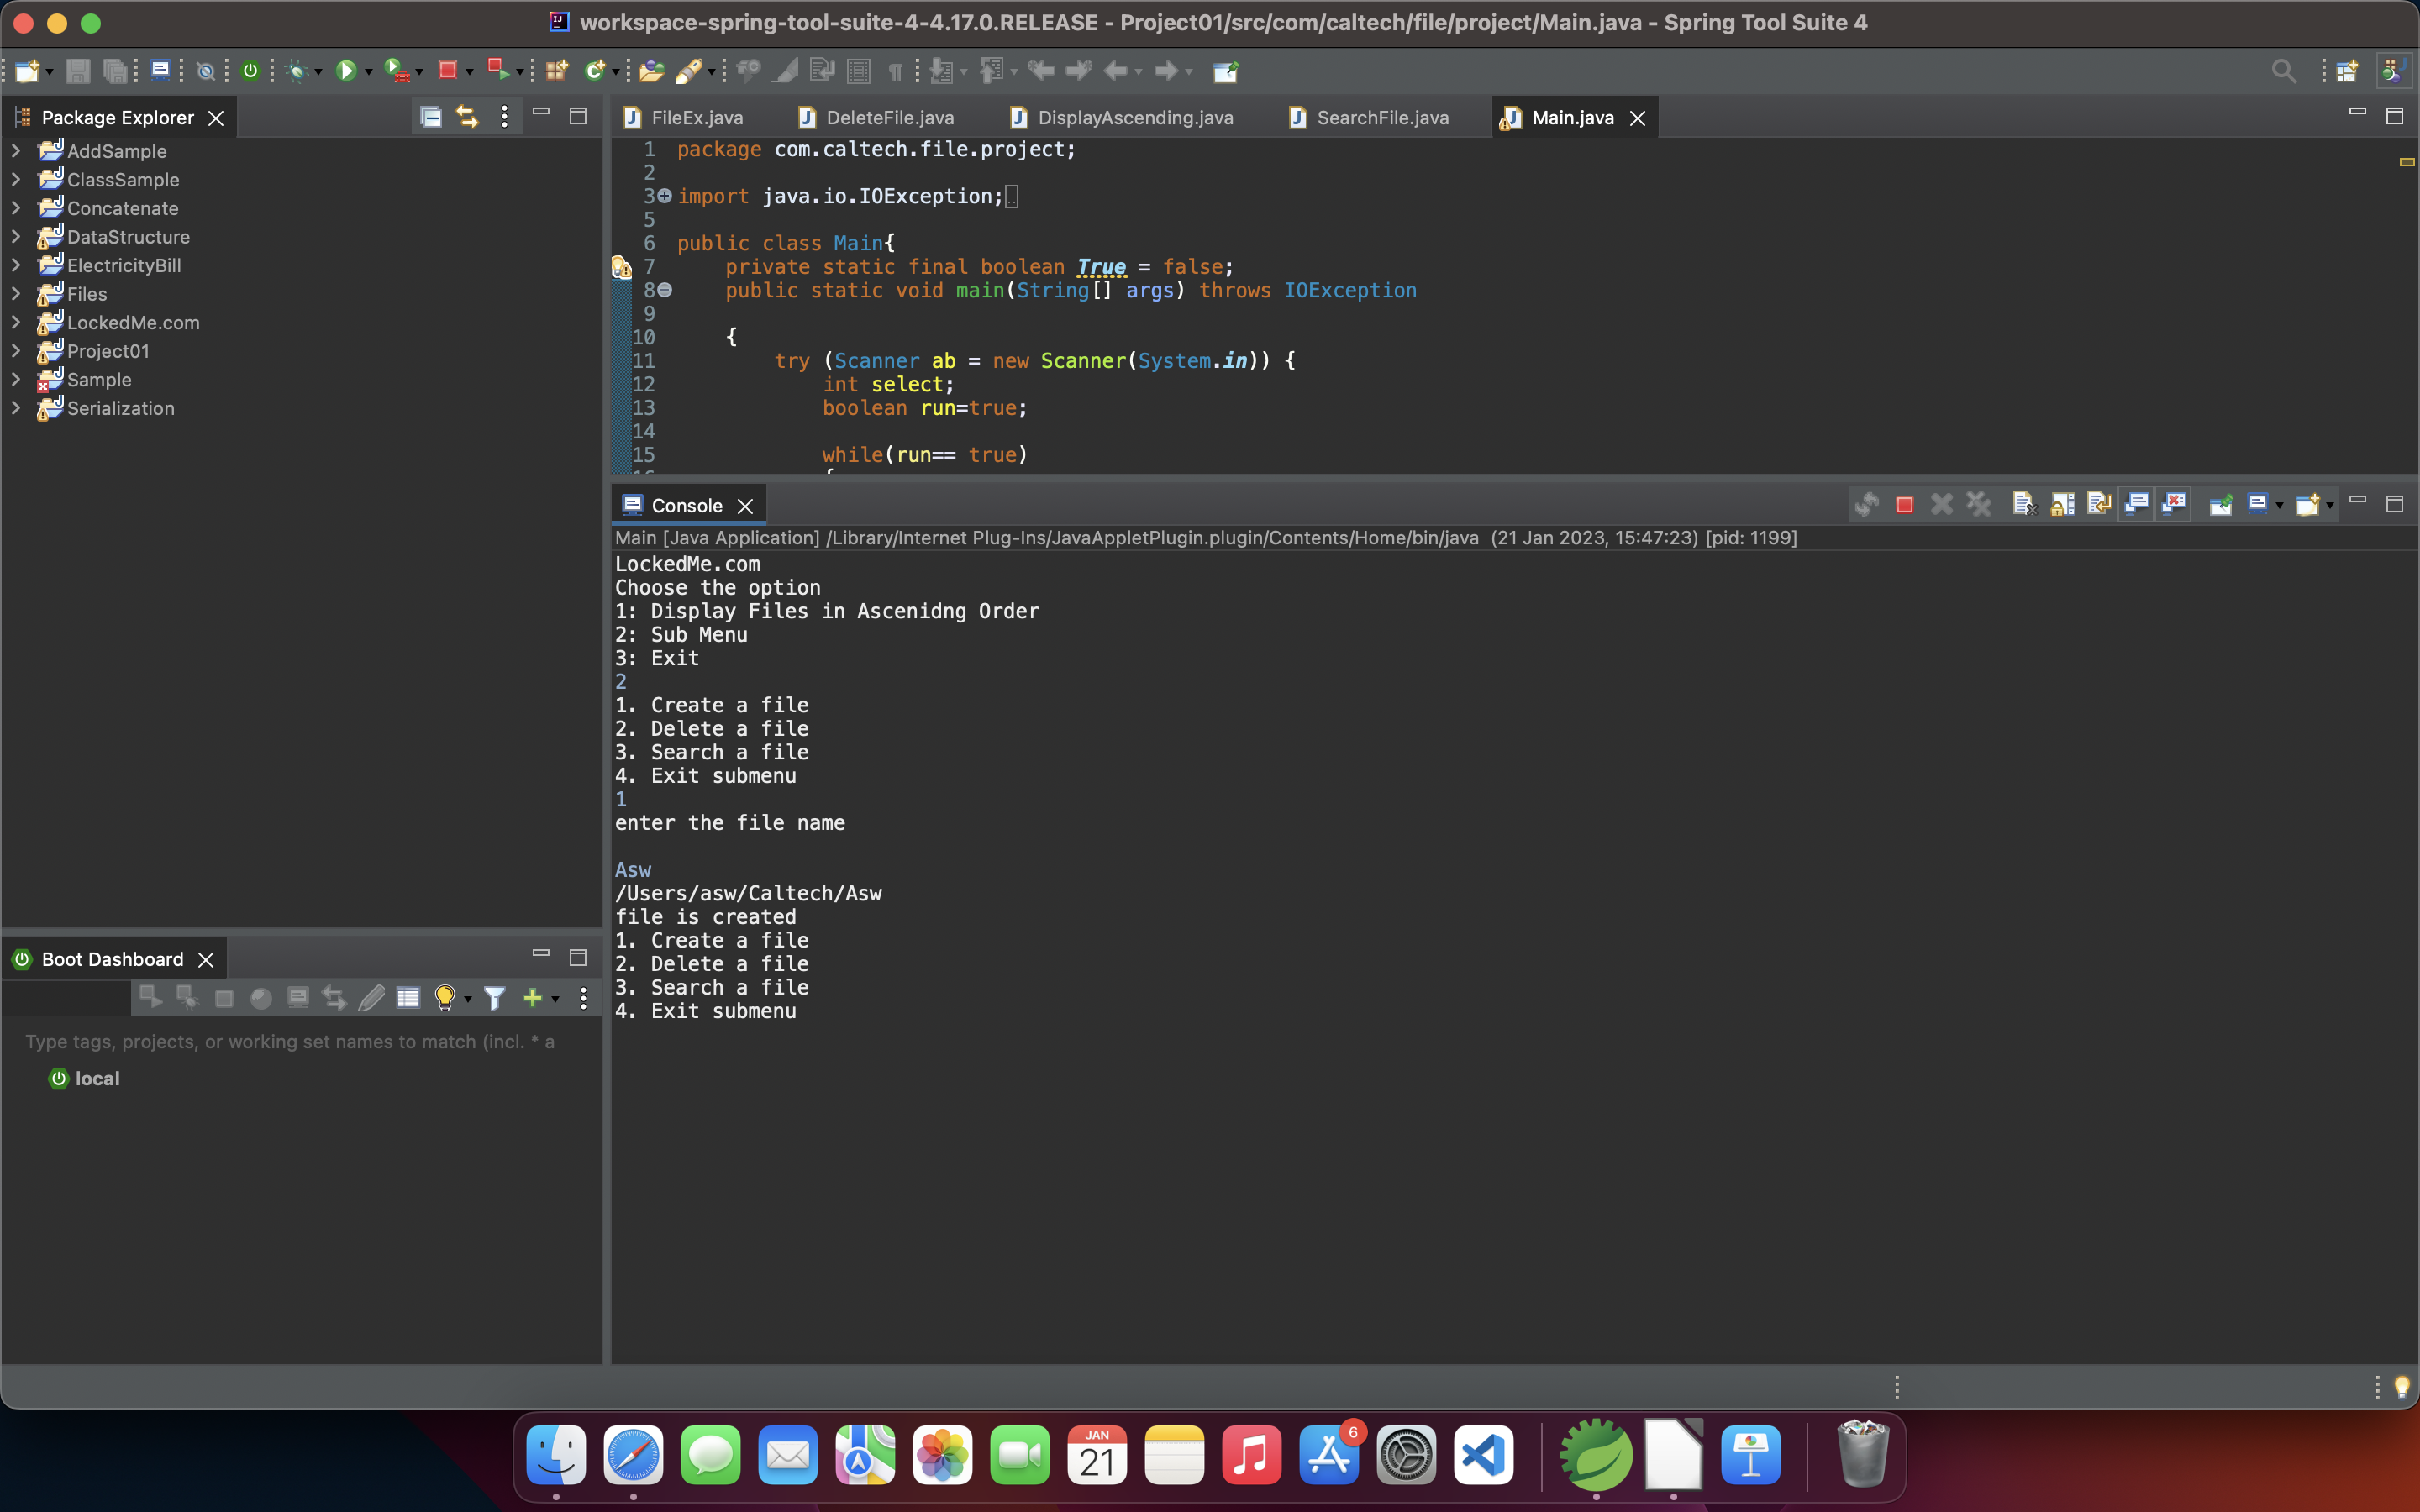 workspace-spring-tool-suite-4-4.17.0.RELEASE - Project01/src/com/caltech/file/project/Main.java - Spring Tool Suite 4
Package Explorer
AddSample
ClassSample
Concatenate
DataStructure
ElectricityBill
Files
LockedMe.com
Project01
Sample
Serialization
FileEx.java
DeleteFile.java
DisplayAscending.java
SearchFile.java
Main.java
1 package com.caltech.file.project;
2
3 import java.io.IOException;
5
6 public class Main{
7 private static final boolean True = false;
8 public static void main(String[] args) throws IOException
9
10 {
11 try (Scanner ab = new Scanner(System.in)) {
12 int select;
13 boolean run=true;
14
15 while(run== true)
Console
Main [Java Application] /Library/Internet Plug-Ins/JavaAppletPlugin.plugin/Contents/Home/bin/java (21 Jan 2023, 15:47:23) [pid: 1199]
LockedMe.com
Choose the option
1: Display Files in Ascenidng Order
2: Sub Menu
3: Exit
2
1. Create a file
2. Delete a file
3. Search a file
4. Exit submenu
1
enter the file name
Asw
/Users/asw/Caltech/Asw
file is created
1. Create a file
2. Delete a file
3. Search a file
4. Exit submenu
Boot Dashboard
Type tags, projects, or working set names to match (incl. * a
local
JAN
21
6